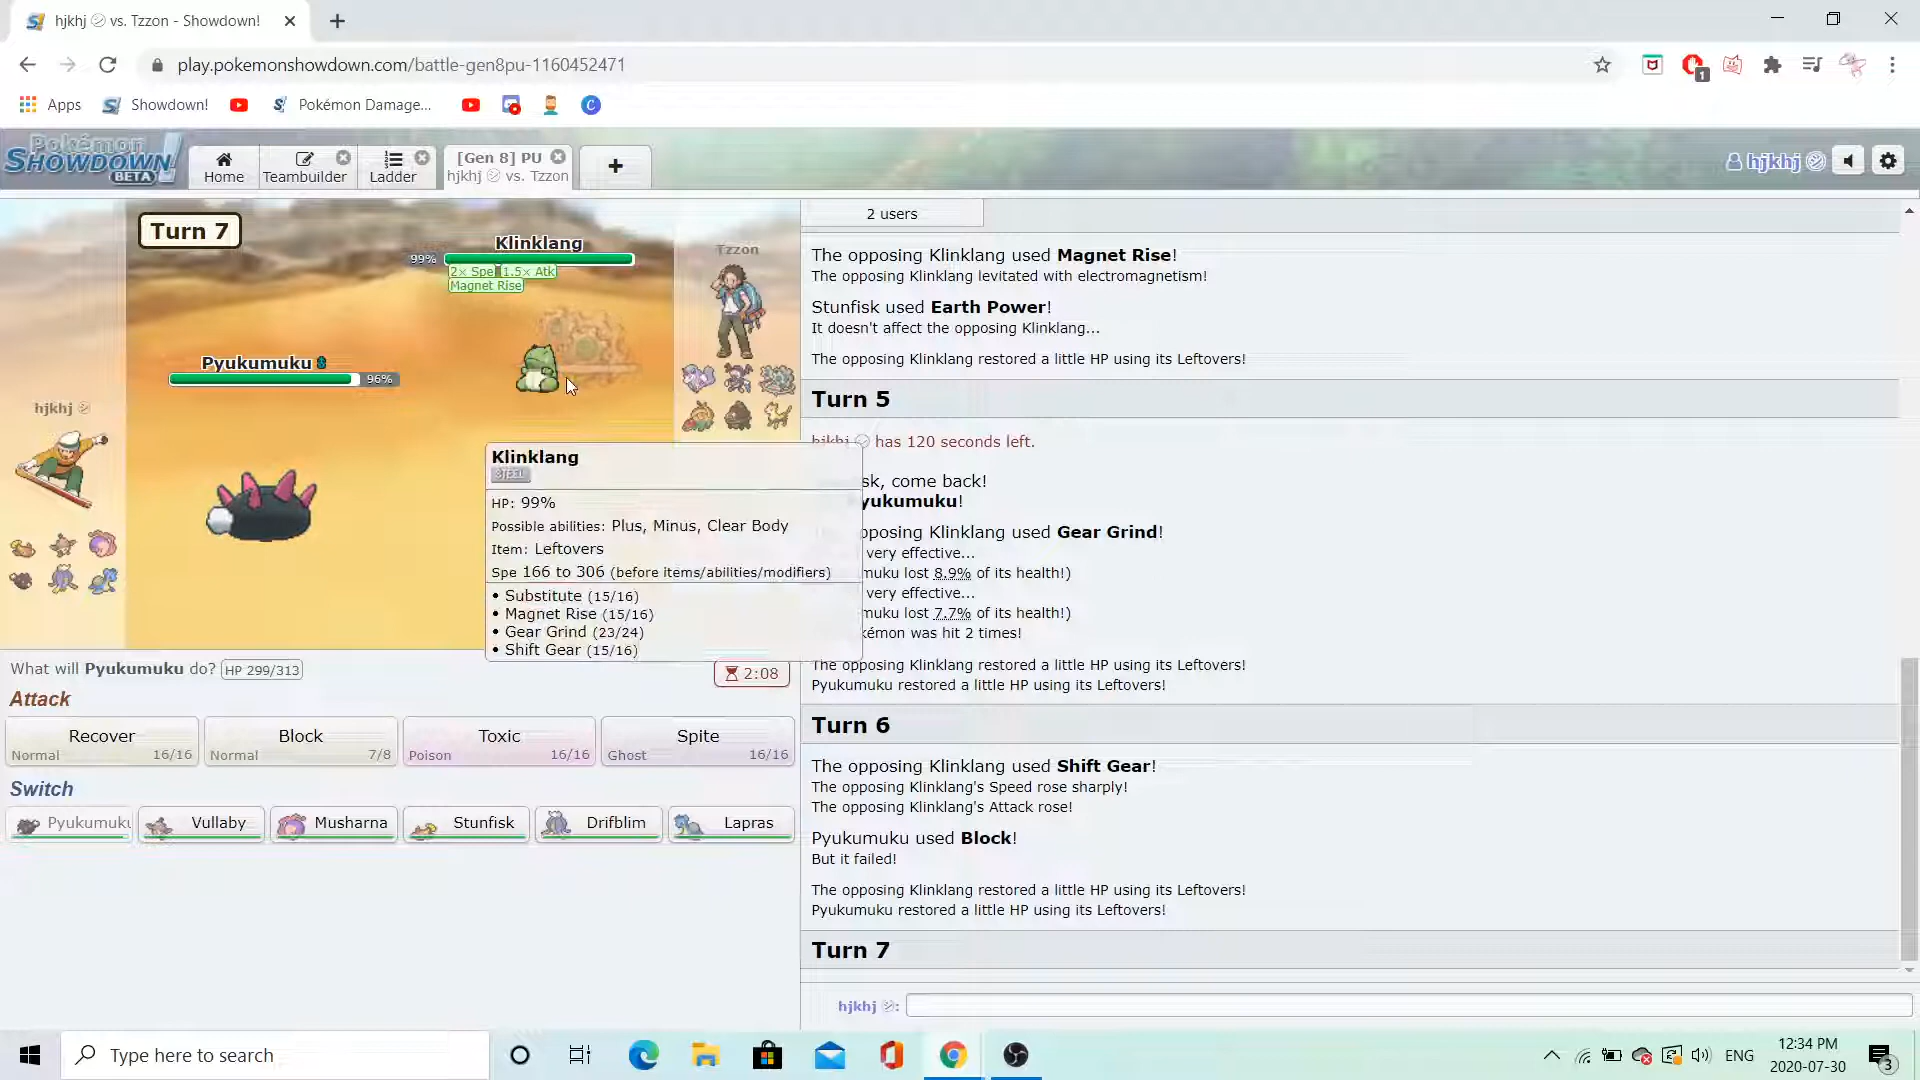 hjkhj vs. Tzzon - Showdown!
play.pokemonshowdown.com/battle-gen8pu-1160452471
1
Apps
Showdown!
Pokémon Damage...
C
Pokémon
SHOWDOWN!
BETA
Home
Teambuilder
Ladder
[Gen 8] PU
hjkhj vs. Tzzon
hjkhj
Turn 7
Klinklang
99%
2× Spe 1.5× Atk
Magnet Rise
Tzzon
Pyukumuku
96%
hjkhj
Klinklang
STEEL
HP: 99%
Possible abilities: Plus, Minus, Clear Body
Item: Leftovers
Spe 166 to 306 (before items/abilities/modifiers)
• Substitute (15/16)
• Magnet Rise (15/16)
• Gear Grind (23/24)
• Shift Gear (15/16)
What will Pyukumuku do? HP 299/313
2:08
Attack
Recover
Normal 16/16
Block
Normal 7/8
Toxic
Poison 16/16
Spite
Ghost 16/16
Switch
Pyukumuku
Vullaby
Musharna
Stunfisk
Drifblim
Lapras
2 users
The opposing Klinklang used Magnet Rise!
The opposing Klinklang levitated with electromagnetism!
Stunfisk used Earth Power!
It doesn't affect the opposing Klinklang...
The opposing Klinklang restored a little HP using its Leftovers!
Turn 5
hjkhj has 120 seconds left.
sk, come back!
yukumuku!
opposing Klinklang used Gear Grind!
very effective...
muku lost 8.9% of its health!)
very effective...
muku lost 7.7% of its health!)
kémon was hit 2 times!
The opposing Klinklang restored a little HP using its Leftovers!
Pyukumuku restored a little HP using its Leftovers!
Turn 6
The opposing Klinklang used Shift Gear!
The opposing Klinklang's Speed rose sharply!
The opposing Klinklang's Attack rose!
Pyukumuku used Block!
But it failed!
The opposing Klinklang restored a little HP using its Leftovers!
Pyukumuku restored a little HP using its Leftovers!
Turn 7
hjkhj :
Type here to search
ENG
12:34 PM
2020-07-30
3